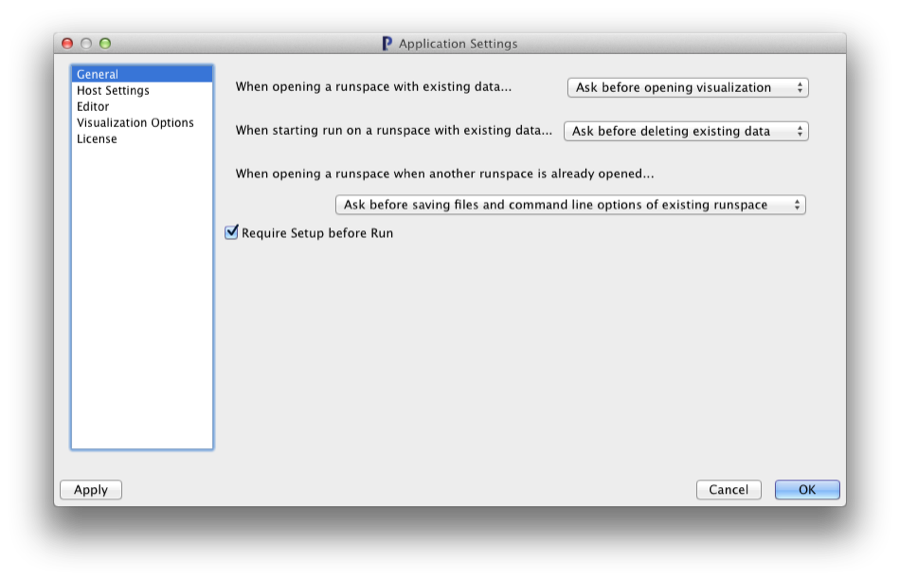 Application Settings
General
Host Settings
Editor
Visualization Options
License
When opening a runspace with existing data... Ask before opening visualization
When starting run on a runspace with existing data... Ask before deleting existing data
When opening a runspace when another runspace is already opened...
Ask before saving files and command line options of existing runspace
Require Setup before Run
Apply Cancel OK